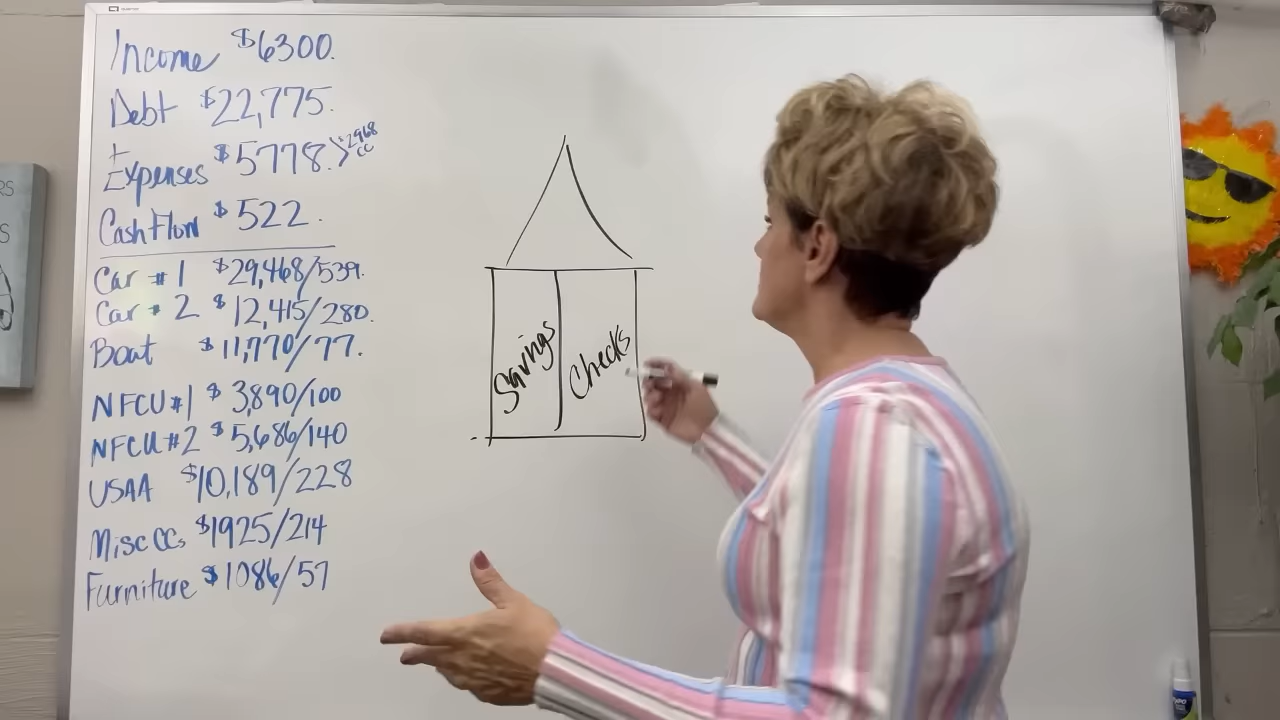 Income $6300.
Debt $22,775.
+
Expenses $5778. > $2968
CC
Cash Flow $522.
Car #1 $29,468/539.
Car #2 $12,415/280.
Boat $11,770/77.
NFCU #1 $3,890/100
NFCU #2 $5,686/140
USAA $10,189/228
Misc CCs $1925/214
Furniture $1086/57
Savings
Checks
RS
S